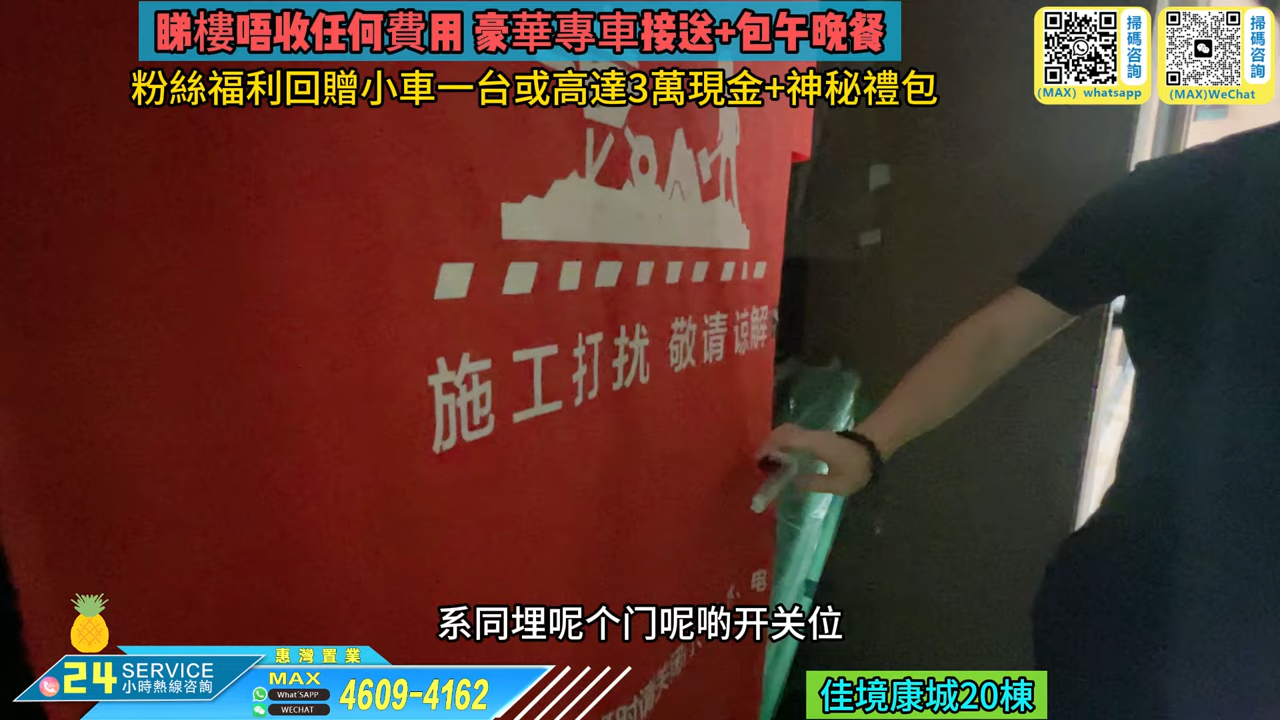 睇樓唔收任何費用 豪華專車接送+包午晚餐
粉絲福利回贈小車一台或高達3萬現金+神秘禮包
掃碼咨詢
(MAX) whatsapp
掃碼咨詢
(MAX)WeChat
施工打扰 敬请谅解
、电
系同埋呢个门呢啲开关位
时请关
24 SERVICE
小時熱線咨詢
惠灣置業
MAX
What'SAPP
WECHAT
4609-4162
佳境康城20棟